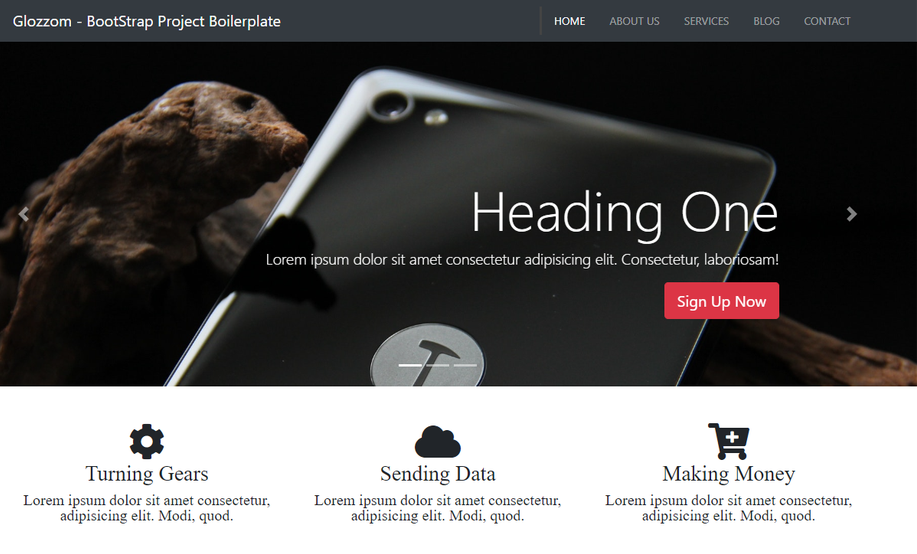 Glozzom - BootStrap Project Boilerplate
HOME ABOUT US SERVICES BLOG CONTACT
Heading One
Lorem ipsum dolor sit amet consectetur adipisicing elit. Consectetur, laboriosam!
Sign Up Now
Turning Gears
Lorem ipsum dolor sit amet consectetur,
adipisicing elit. Modi, quod.
Sending Data
Lorem ipsum dolor sit amet consectetur,
adipisicing elit. Modi, quod.
Making Money
Lorem ipsum dolor sit amet consectetur,
adipisicing elit. Modi, quod.